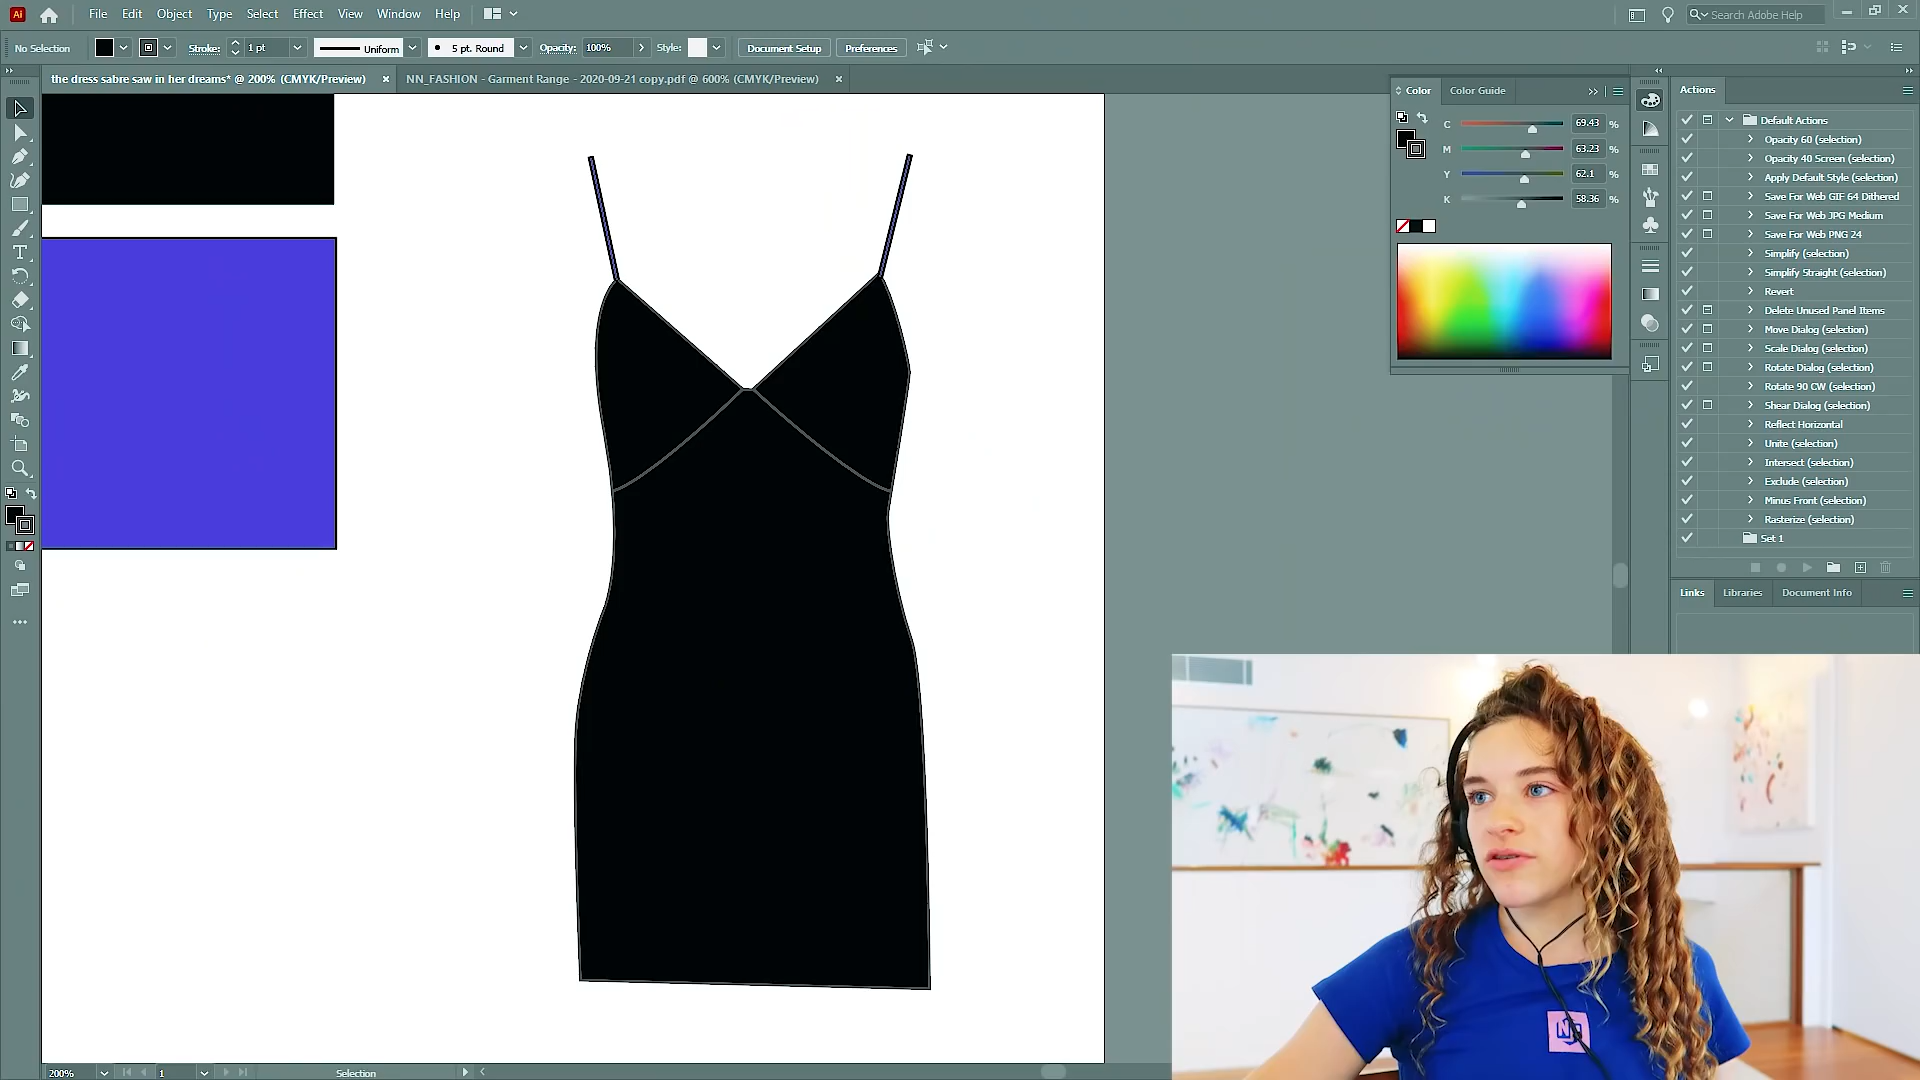 Ai File Edit Object Type Select Effect View Window Help Search Adobe Help
No Selection Stroke: 1 pt Uniform 5 pt. Round Opacity: 100% Style: Document Setup Preferences
the dress sabre saw in her dreams* @ 200% (CMYK/Preview) × NN_FASHION - Garment Range - 2020-09-21 copy.pdf @ 600% (CMYK/Preview) ×
Color Color Guide
C 69.43 %
M 63.23 %
Y 62.1 %
K 58.36 %
Actions
Default Actions
Opacity 60 (selection)
Opacity 40 Screen (selection)
Apply Default Style (selection)
Save For Web GIF 64 Dithered
Save For Web JPG Medium
Save For Web PNG 24
Simplify (selection)
Simplify Straight (selection)
Revert
Delete Unused Panel Items
Move Dialog (selection)
Scale Dialog (selection)
Rotate Dialog (selection)
Rotate 90 CW (selection)
Shear Dialog (selection)
Reflect Horizontal
Unite (selection)
Intersect (selection)
Exclude (selection)
Minus Front (selection)
Rasterize (selection)
Set 1
Links Libraries Document Info
200% 1 Selection